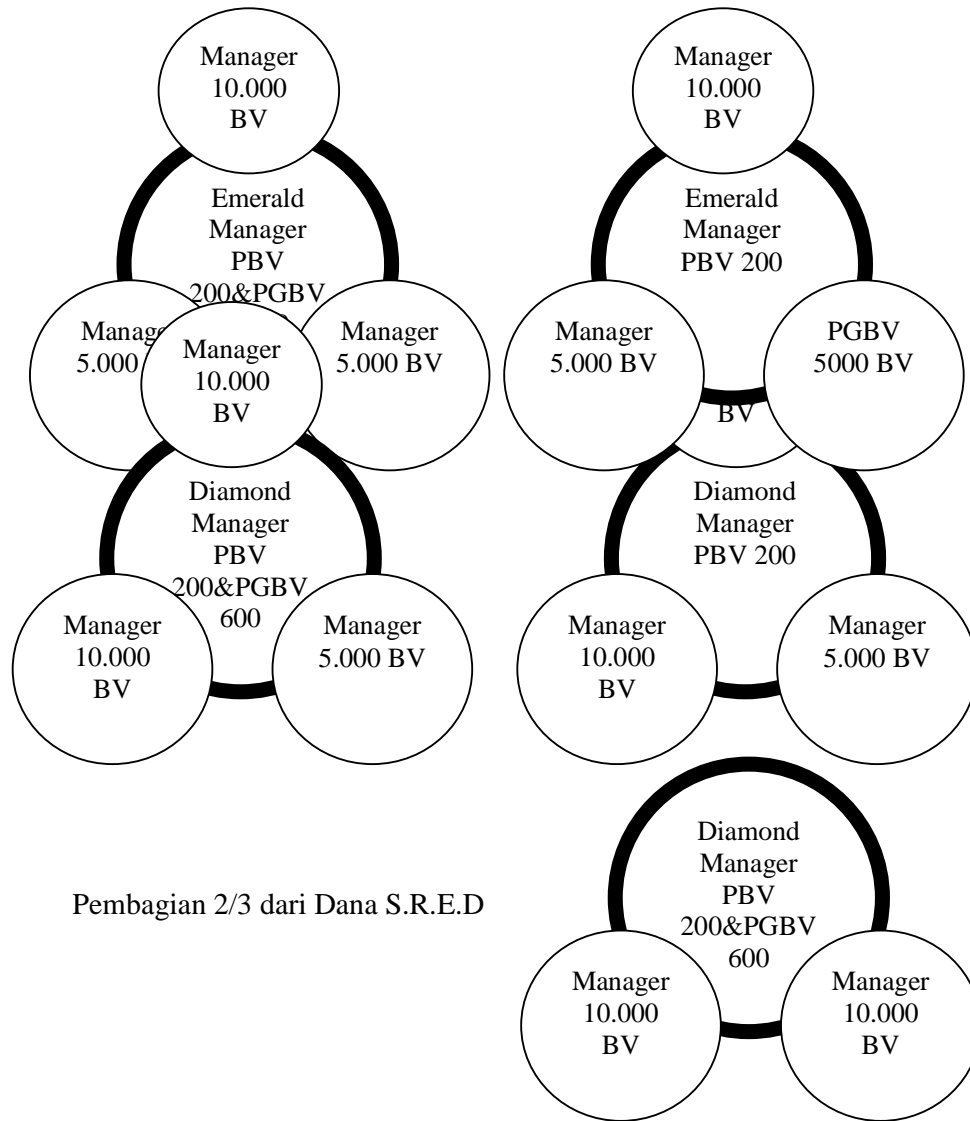 Manager
10.000
BV
Manager
10.000
BV
Emerald
Manager
PBV
200&PGBV
Emerald
Manager
PBV 200
5.000
Manager
10.000
BV
Manager
5.000 BV
Manager
5.000 BV
PGBV
5000 BV
BV
Diamond
Manager
PBV
200&PGBV
600
Diamond
Manager
PBV 200
Manager
10.000
BV
Manager
5.000 BV
Manager
10.000
BV
Manager
5.000 BV
Pembagian 2/3 dari Dana S.R.E.D
Diamond
Manager
PBV
200&PGBV
600
Manager
10.000
BV
Manager
10.000
BV